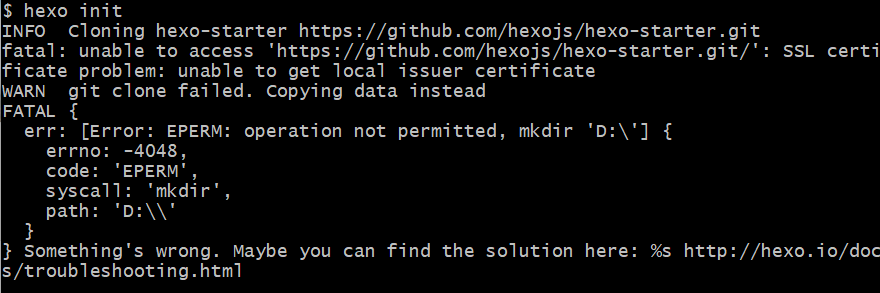 $ hexo init
INFO  Cloning hexo-starter https://github.com/hexojs/hexo-starter.git
fatal: unable to access 'https://github.com/hexojs/hexo-starter.git/': SSL certi
ficate problem: unable to get local issuer certificate
WARN  git clone failed. Copying data instead
FATAL {
  err: [Error: EPERM: operation not permitted, mkdir 'D:\'] {
    errno: -4048,
    code: 'EPERM',
    syscall: 'mkdir',
    path: 'D:\\'
  }
} Something's wrong. Maybe you can find the solution here: %s http://hexo.io/doc
s/troubleshooting.html